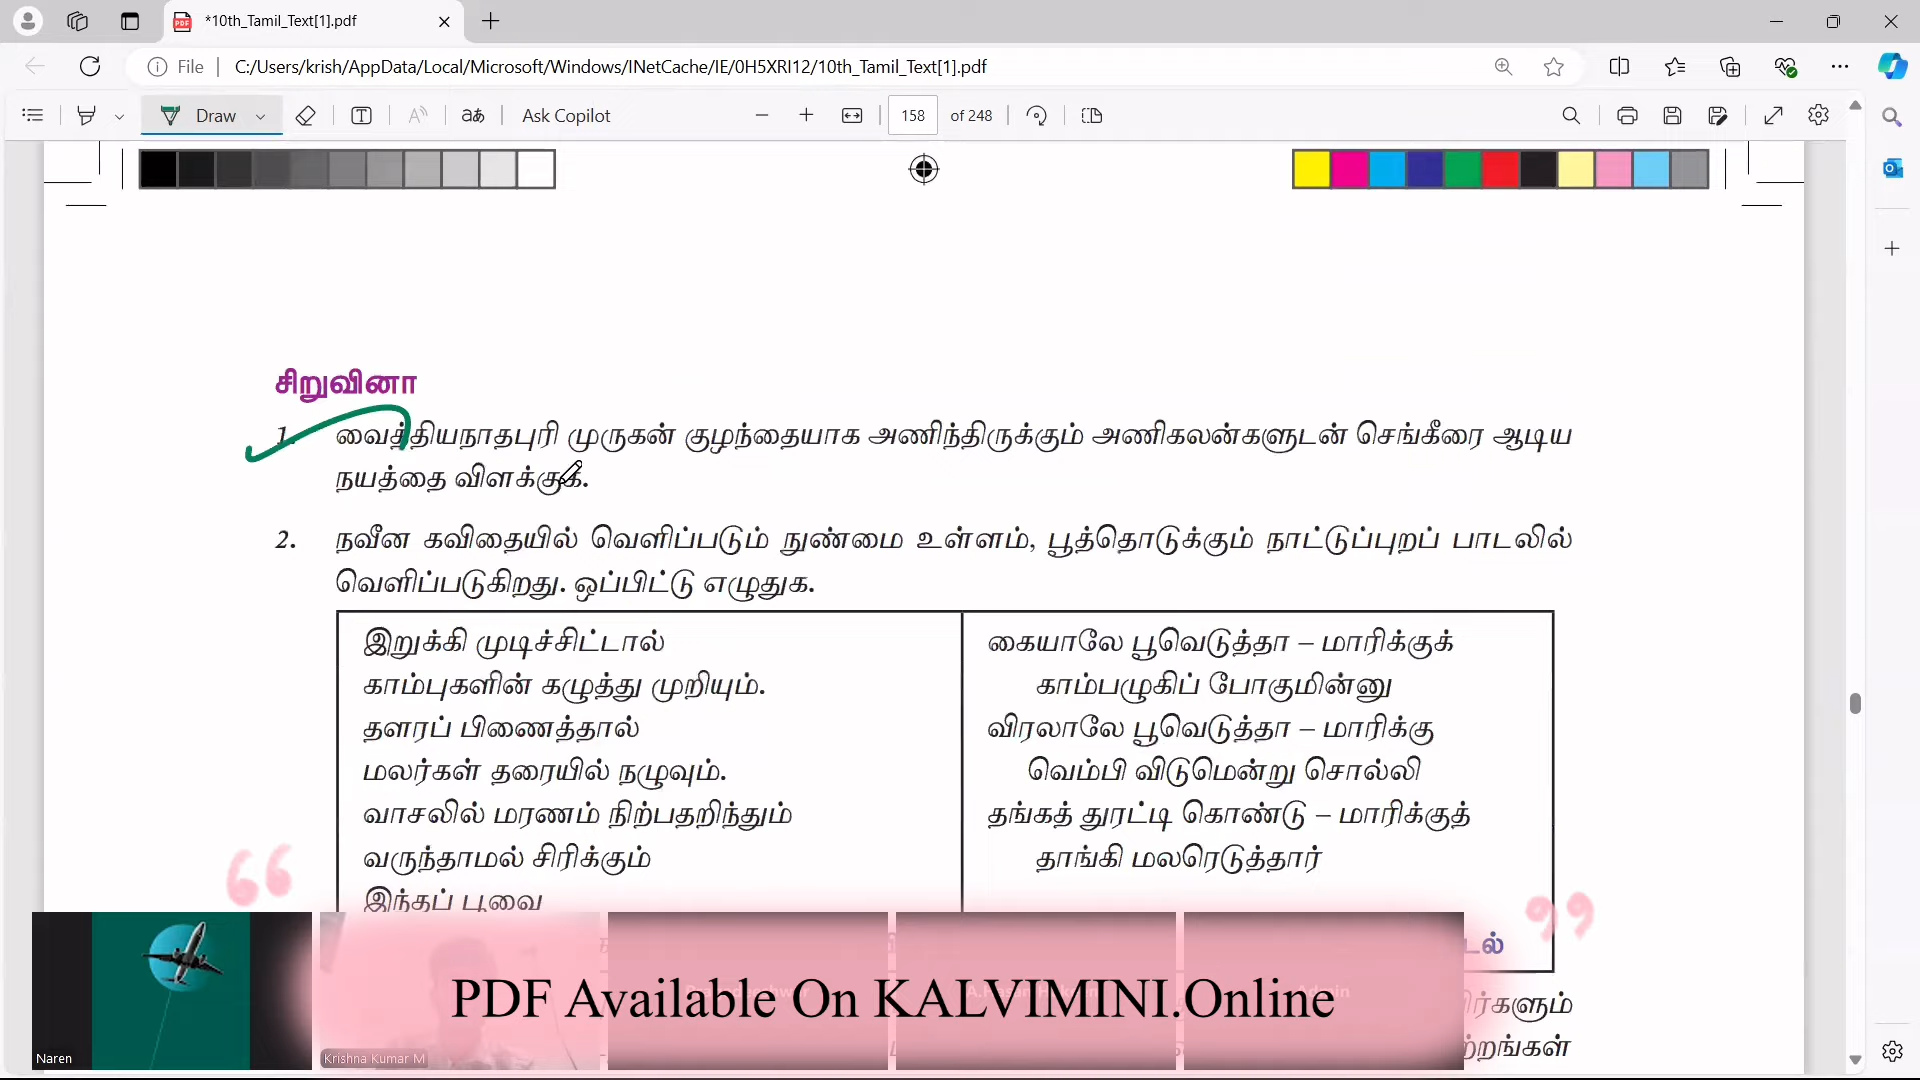 *10th_Tamil_Text[1].pdf
File
C:/Users/krish/AppData/Local/Microsoft/Windows/INetCache/IE/0H5XRI12/10th_Tamil_Text[1].pdf
Draw
Ask Copilot
158 of 248
சிறுவினா
1. வைத்தியநாதபுரி முருகன் குழந்தையாக அணிந்திருக்கும் அணிகலன்களுடன் செங்கீரை ஆடிய
நயத்தை விளக்குக.
2. நவீன கவிதையில் வெளிப்படும் நுண்மை உள்ளம், பூத்தொடுக்கும் நாட்டுப்புறப் பாடலில்
வெளிப்படுகிறது. ஒப்பிட்டு எழுதுக.
இறுக்கி முடிச்சிட்டால்
காம்புகளின் கழுத்து முறியும்.
தளரப் பிணைத்தால்
மலர்கள் தரையில் நழுவும்.
வாசலில் மரணம் நிற்பதறிந்தும்
வருந்தாமல் சிரிக்கும்
இந்தப் பூவை
கையாலே பூவெடுத்தா – மாரிக்குக்
காம்பழுகிப் போகுமின்னு
விரலாலே பூவெடுத்தா – மாரிக்கு
வெம்பி விடுமென்று சொல்லி
தங்கத் துரட்டி கொண்டு – மாரிக்குத்
தாங்கி மலரெடுத்தார்
PDF Available On KALVIMINI.Online
Naren
Krishna Kumar M